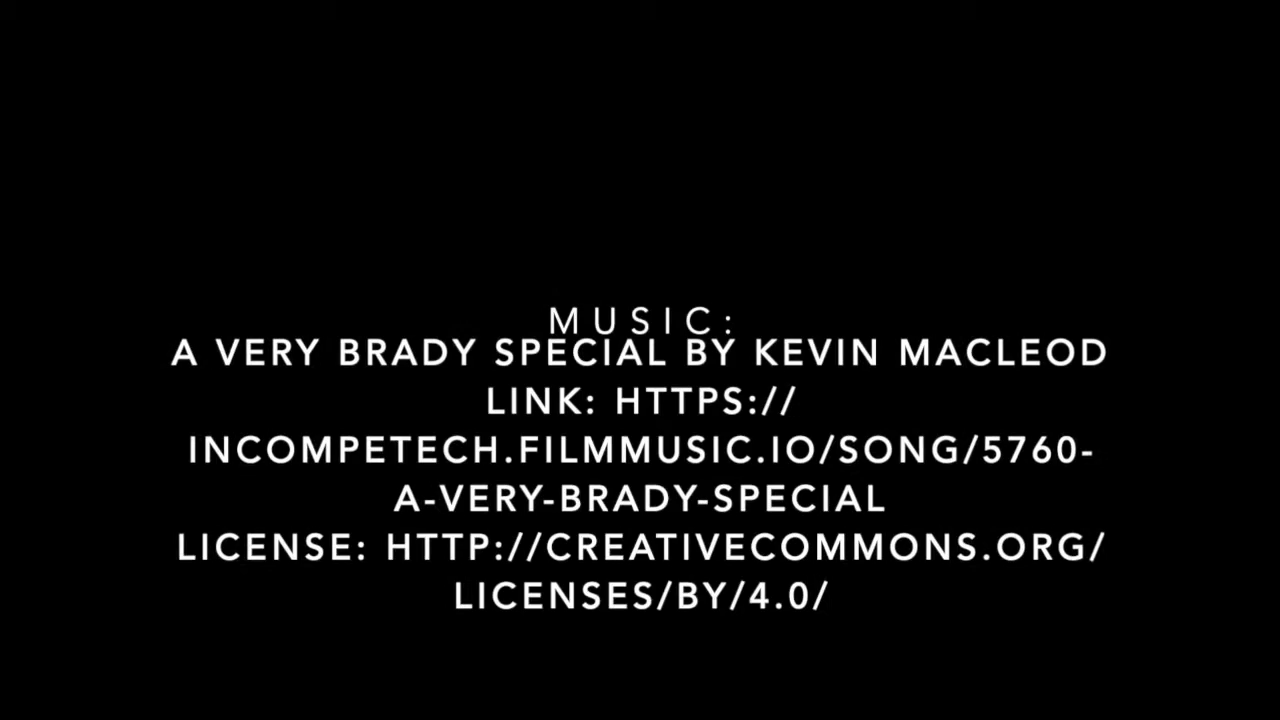 MUSIC:
A VERY BRADY SPECIAL BY KEVIN MACLEOD
LINK: HTTPS://
INCOMPETECH.FILMMUSIC.IO/SONG/5760-
A-VERY-BRADY-SPECIAL
LICENSE: HTTP://CREATIVECOMMONS.ORG/
LICENSES/BY/4.0/